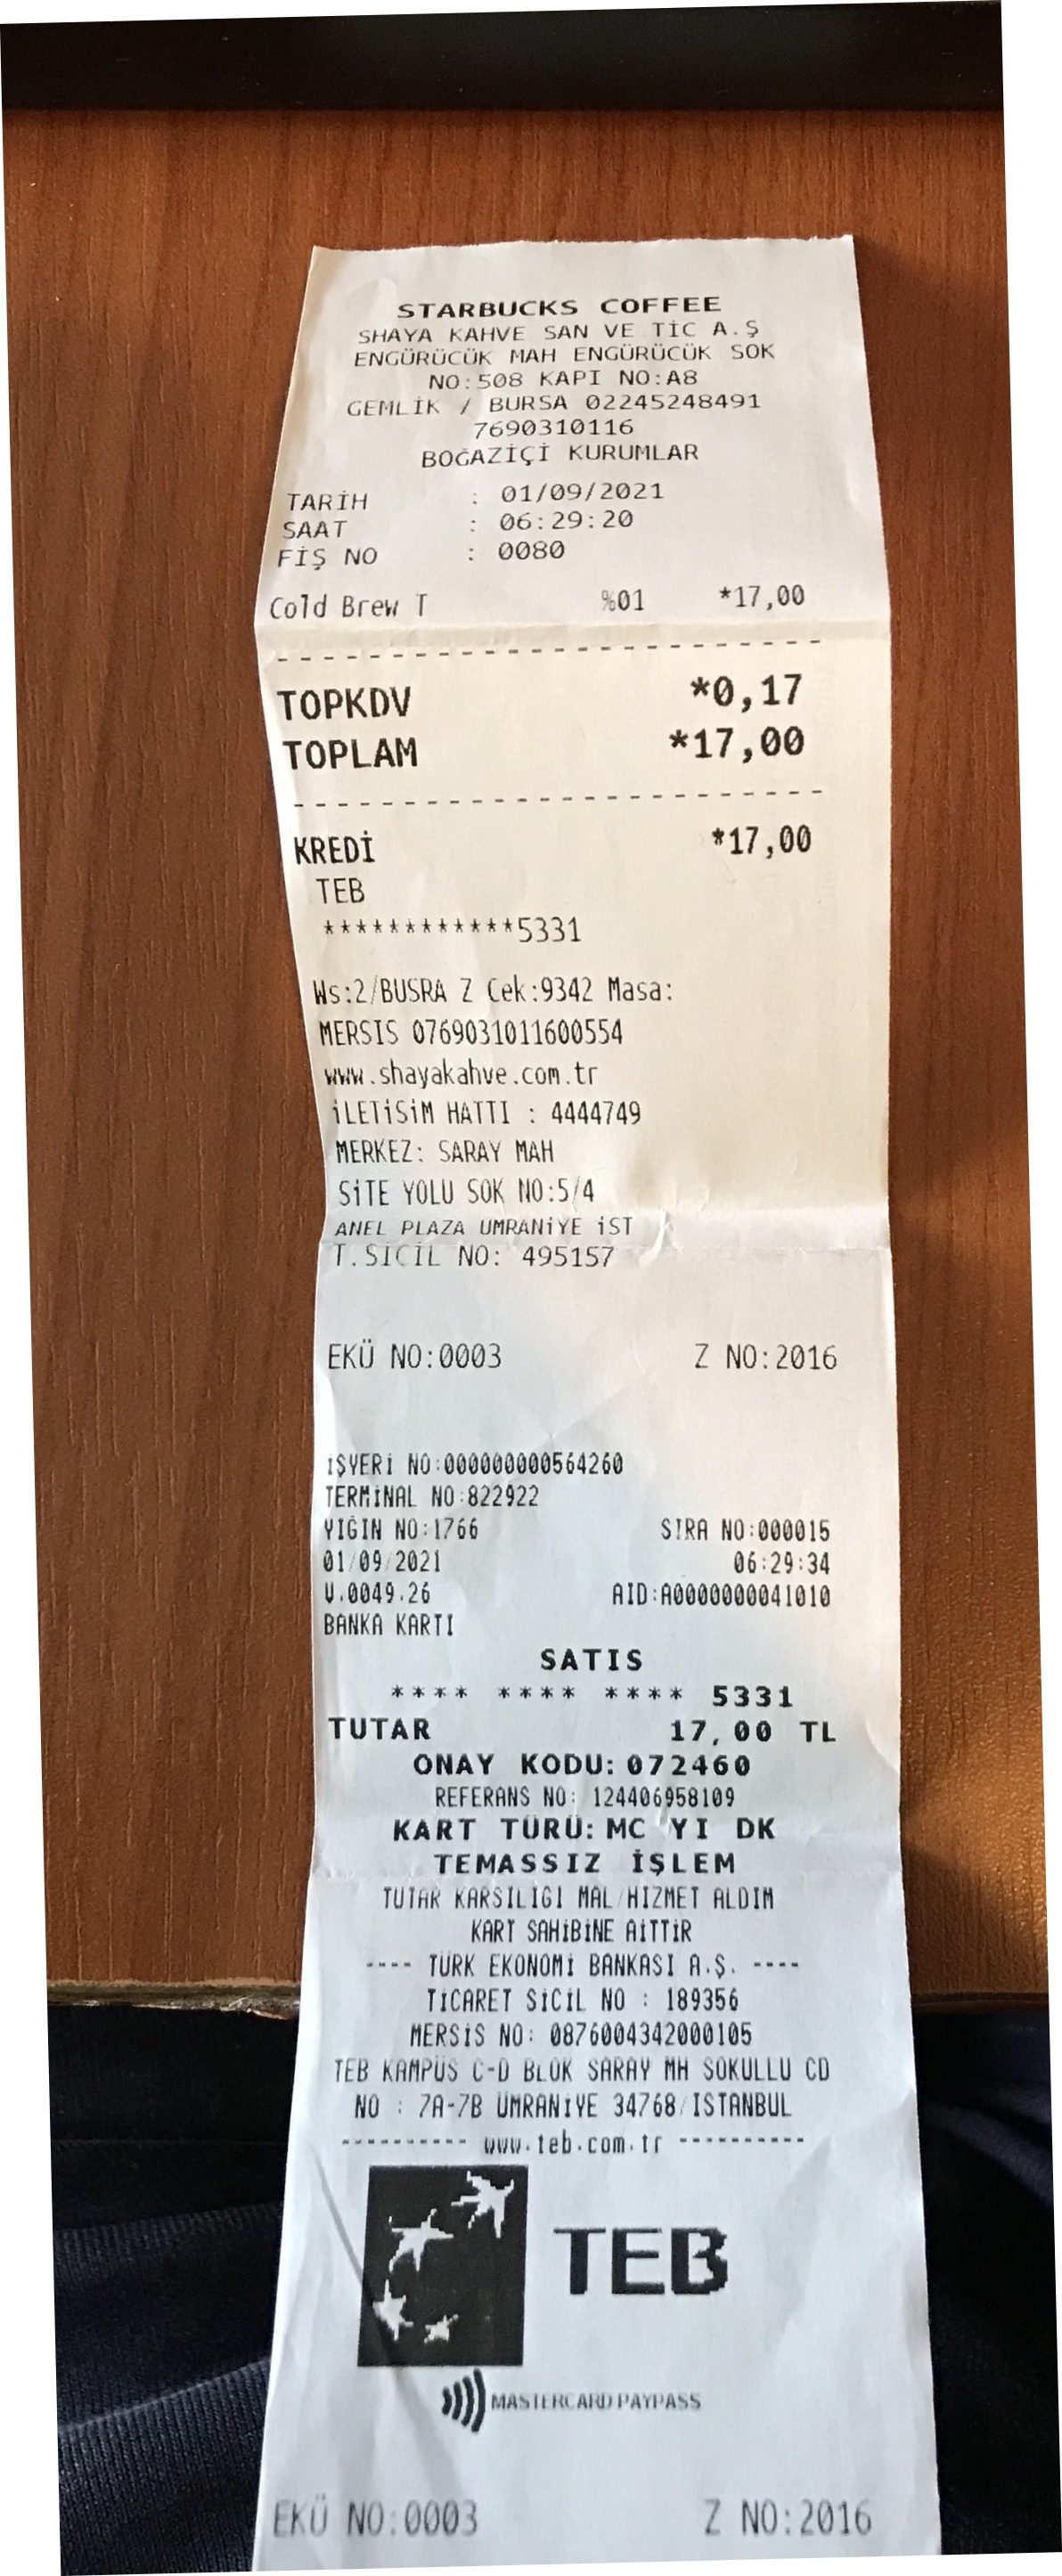 STARBUCKS COFFEE
SHAYA KAHVE SAN VE TİC A.Ş
ENGÜRÜCÜK MAH ENGÜRÜCÜK SOK
NO:508 KAPI NO:A8
GEMLİK / BURSA 02245248491
7690310116
BOĞAZİÇİ KURUMLAR
TARİH : 01/09/2021
SAAT : 06:29:20
FİŞ NO : 0080
Cold Brew T %01 *17,00
TOPKDV *0,17
TOPLAM *17,00
KREDİ *17,00
TEB
************5331
Ws:2/BUSRA Z Cek:9342 Masa:
MERSIS 0769031011600554
www.shayakahve.com.tr
İLETİSİM HATTI : 4444749
MERKEZ: SARAY MAH
SİTE YOLU SOK NO:5/4
ANEL PLAZA UMRANİYE İST
T.SİCİL NO: 495157
EKÜ NO:0003 Z NO:2016
İŞYERİ NO:000000000564260
TERMİNAL NO:822922
YIĞIN NO:1766 SIRA NO:000015
01/09/2021 06:29:34
V.0049.26 AID:A0000000041010
BANKA KARTI
SATIS
**** **** **** 5331
TUTAR 17,00 TL
ONAY KODU:072460
REFERANS NO: 124406958109
KART TÜRÜ:MC YI DK
TEMASSIZ İŞLEM
TUTAR KARSILIGI MAL/HIZMET ALDIM
KART SAHİBİNE AİTTİR
---- TÜRK EKONOMİ BANKASI A.Ş. ----
TİCARET SİCİL NO : 189356
MERSİS NO: 0876004342000105
TEB KAMPÜS C-D BLOK SARAY MH SOKULLU CD
NO : 7A-7B ÜMRANİYE 34768/ISTANBUL
---------- www.teb.com.tr ----------
TEB
MASTERCARD PAYPASS
EKÜ NO:0003 Z NO:2016